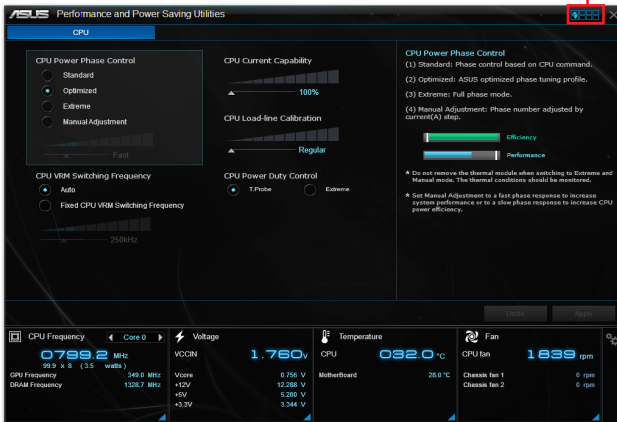 ASUS Performance and Power Saving Utilities
CPU
CPU Power Phase Control
Standard
Optimized
Extreme
Manual Adjustment
Fast
CPU VRM Switching Frequency
Auto
Fixed CPU VRM Switching Frequency
250kHz
CPU Current Capability
100%
CPU Load-line Calibration
Regular
CPU Power Duty Control
T.Probe Extreme
CPU Power Phase Control
(1) Standard: Phase control based on CPU command.
(2) Optimized: ASUS optimized phase tuning profile.
(3) Extreme: Full phase mode.
(4) Manual Adjustment: Phase number adjusted by
current(A) step.
Efficiency
Performance
* Do not remove the thermal module when switching to Extreme and
Manual mode. The thermal conditions should be monitored.
* Set Manual Adjustment to a fast phase response to increase
system performance or to a slow phase response to increase CPU
power efficiency.
Undo Apply
CPU Frequency Core 0
0799.2 MHz
99.9 x 8 (3.5 watts)
GPU Frequency 349.0 MHz
DRAM Frequency 1328.7 MHz
Voltage
VCCIN 1.760 V
Vcore 0.756 V
+12V 12.288 V
+5V 5.200 V
+3.3V 3.344 V
Temperature
CPU 032.0 °C
MotherBoard 28.0 °C
Fan
CPU fan 1839 rpm
Chassis fan 1 0 rpm
Chassis fan 2 0 rpm